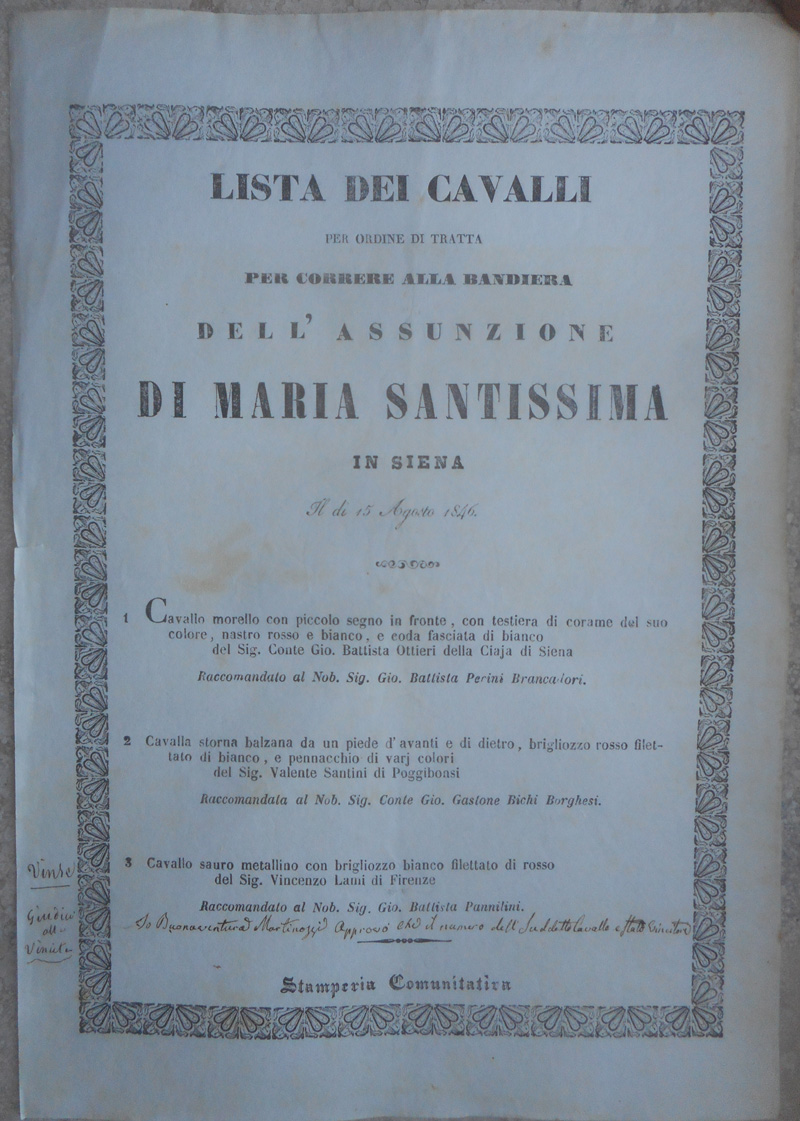 LISTA DEI CAVALLI
PER ORDINE DI TRATTA
PER CORRERE ALLA BANDIERA
DELL' ASSUNZIONE
DI MARIA SANTISSIMA
IN SIENA
Il dì 15 Agosto 1846.
1 Cavallo morello con piccolo segno in fronte, con testiera di corame del suo
colore, nastro rosso e bianco, e coda fasciata di bianco
del Sig. Conte Gio. Battista Ottieri della Ciaja di Siena
Raccomandato al Nob. Sig. Gio. Battista Perini Brancadori.
2 Cavalla storna balzana da un piede d'avanti e di dietro, brigliozzo rosso filet-
tato di bianco, e pennacchio di varj colori
del Sig. Valente Santini di Poggibonsi
Raccomandata al Nob. Sig. Conte Gio. Gastone Bichi Borghesi.
Vinse
3 Cavallo sauro metallino con brigliozzo bianco filettato di rosso
del Sig. Vincenzo Lami di Firenze
Raccomandato al Nob. Sig. Gio. Battista Pannilini.
Giudice
alle
Io Buonaventura Martinozzi Approvo che il numero dell Suddetto Cavallo e stato Vincitore
Stamperia Comunitativa